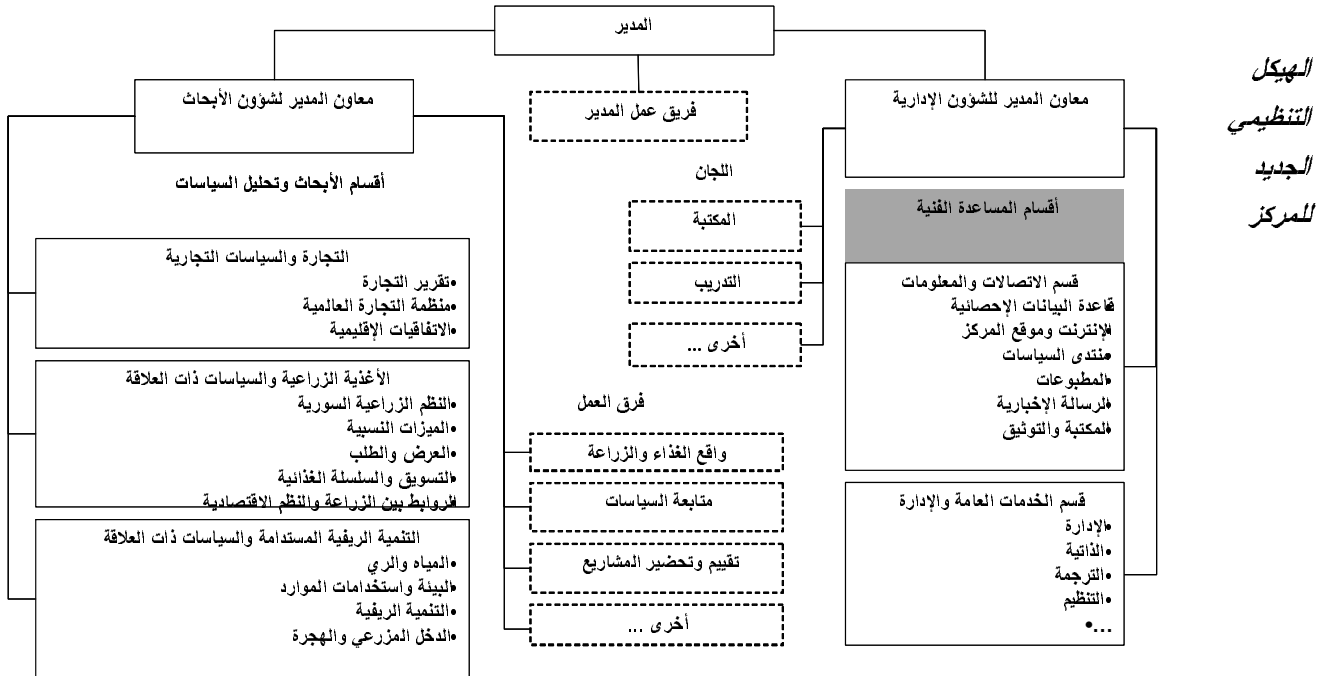 الهيكل
التنظيمي
الجديد
للمركز
المدير
فريق عمل المدير
معاون المدير للشؤون الإدارية
اللجان
المكتبة
التدريب
أخرى ...
أقسام المساعدة الفنية
قسم الاتصالات والمعلومات
•قاعدة البيانات الإحصائية
•الإنترنت وموقع المركز
•منتدى السياسات
•المطبوعات
•الرسالة الإخبارية
•المكتبة والتوثيق
قسم الخدمات العامة والإدارة
•الإدارة
•الذاتية
•الترجمة
•التنظيم
•...
معاون المدير لشؤون الأبحاث
فرق العمل
واقع الغذاء والزراعة
متابعة السياسات
تقييم وتحضير المشاريع
أخرى ...
أقسام الأبحاث وتحليل السياسات
التجارة والسياسات التجارية
•تقرير التجارة
•منظمة التجارة العالمية
•الاتفاقيات الإقليمية
الأغذية الزراعية والسياسات ذات العلاقة
•النظم الزراعية السورية
•الميزات النسبية
•العرض والطلب
•التسويق والسلسلة الغذائية
•الروابط بين الزراعة والنظم الاقتصادية
التنمية الريفية المستدامة والسياسات ذات العلاقة
•المياه والري
•البيئة واستخدامات الموارد
•التنمية الريفية
•الدخل المزرعي والهجرة